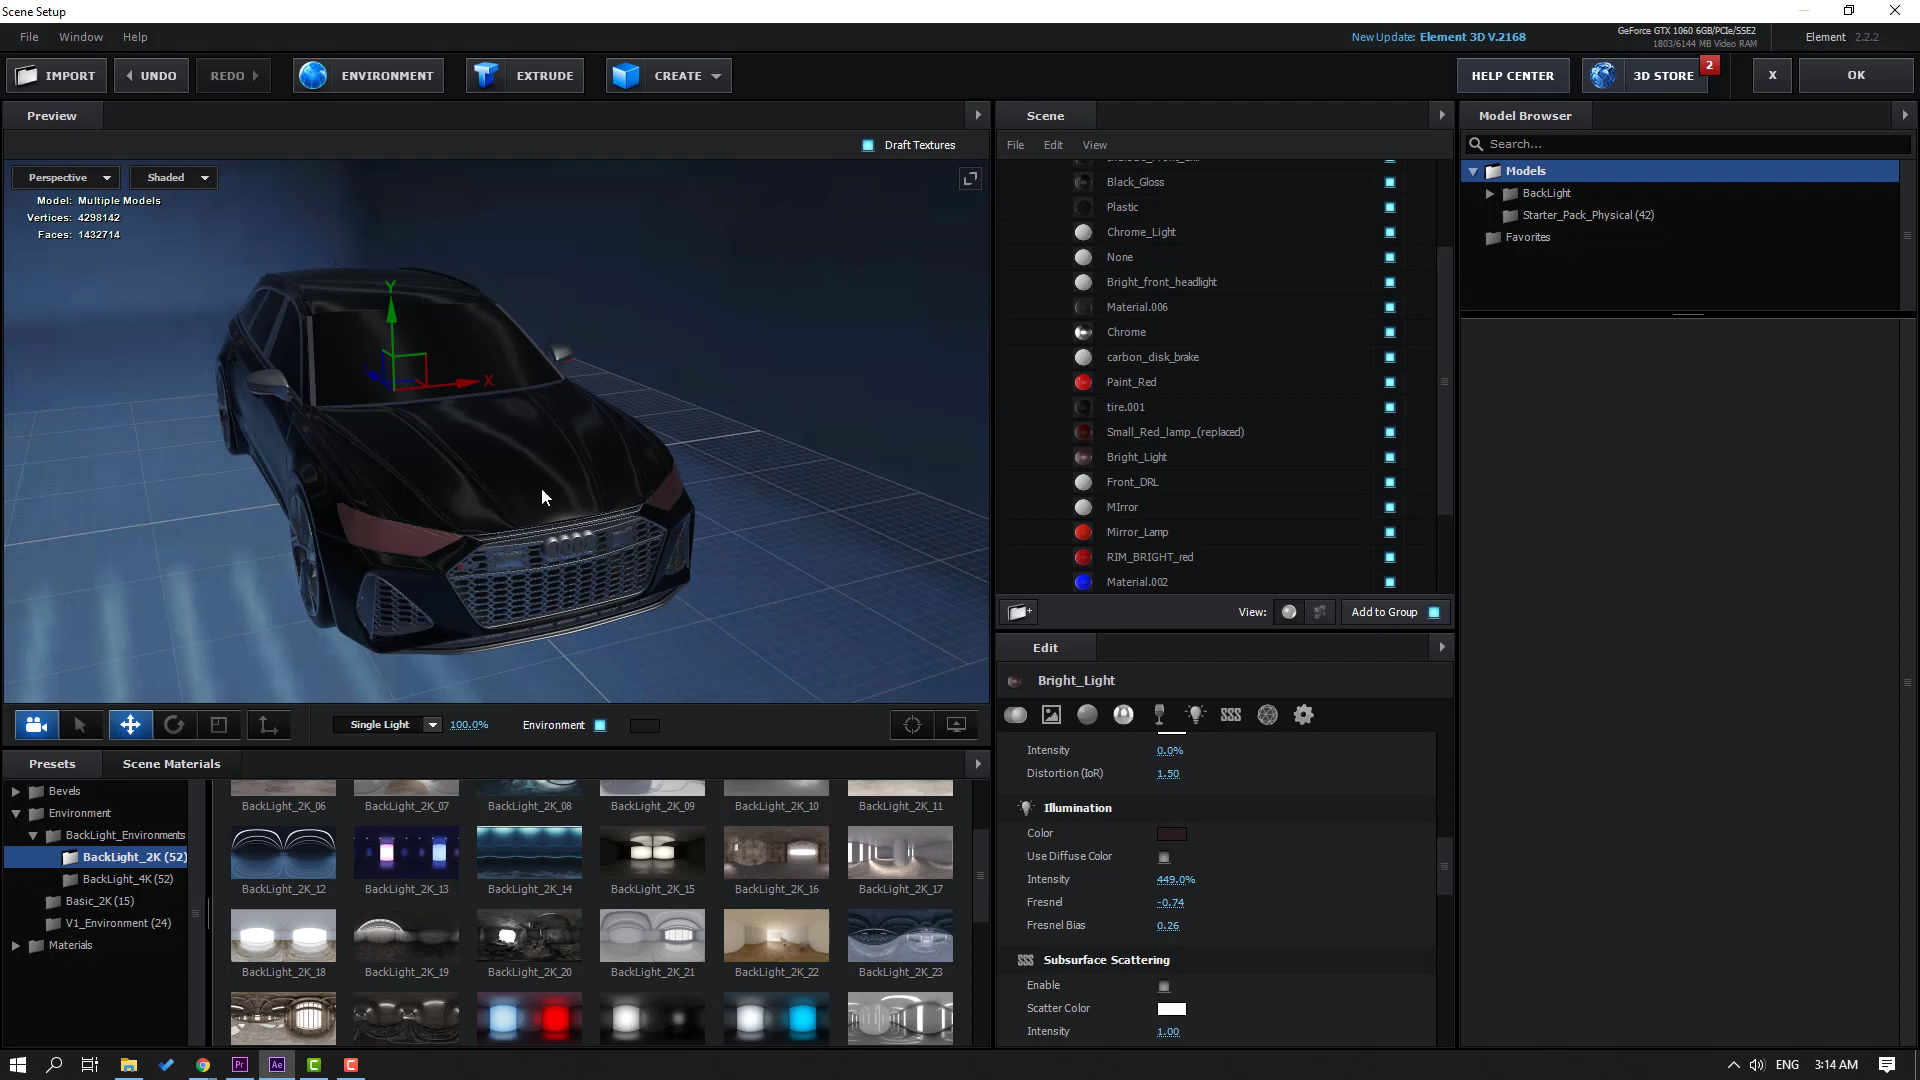 Scene Setup
File
Window
Help
New Update: Element 3D V.2168
GeForce GTX 1060 6GB/PCIe/SSE2
1803/6144 MB Video RAM
Element 2.2.2
IMPORT
UNDO
REDO
ENVIRONMENT
EXTRUDE
CREATE
HELP CENTER
3D STORE
2
X
OK
Preview
Draft Textures
Perspective
Shaded
Model: Multiple Models
Vertices: 4298142
Faces: 1432714
Y
X
Single Light
100.0%
Environment
Presets
Scene Materials
Bevels
Environment
BackLight_Environments
BackLight_2K (52)
BackLight_4K (52)
Basic_2K (15)
V1_Environment (24)
Materials
BackLight_2K_06
BackLight_2K_07
BackLight_2K_08
BackLight_2K_09
BackLight_2K_10
BackLight_2K_11
BackLight_2K_12
BackLight_2K_13
BackLight_2K_14
BackLight_2K_15
BackLight_2K_16
BackLight_2K_17
BackLight_2K_18
BackLight_2K_19
BackLight_2K_20
BackLight_2K_21
BackLight_2K_22
BackLight_2K_23
Scene
File
Edit
View
Black_Gloss
Plastic
Chrome_Light
None
Bright_front_headlight
Material.006
Chrome
carbon_disk_brake
Paint_Red
tire.001
Small_Red_lamp_(replaced)
Bright_Light
Front_DRL
MIrror
Mirror_Lamp
RIM_BRIGHT_red
Material.002
View:
Add to Group
Edit
Bright_Light
Intensity
0.0%
Distortion (IoR)
1.50
Illumination
Color
Use Diffuse Color
Intensity
449.0%
Fresnel
-0.74
Fresnel Bias
0.26
Subsurface Scattering
Enable
Scatter Color
Intensity
1.00
Model Browser
Search...
Models
BackLight
Starter_Pack_Physical (42)
Favorites
Pr
Ae
C
C
ENG
3:14 AM